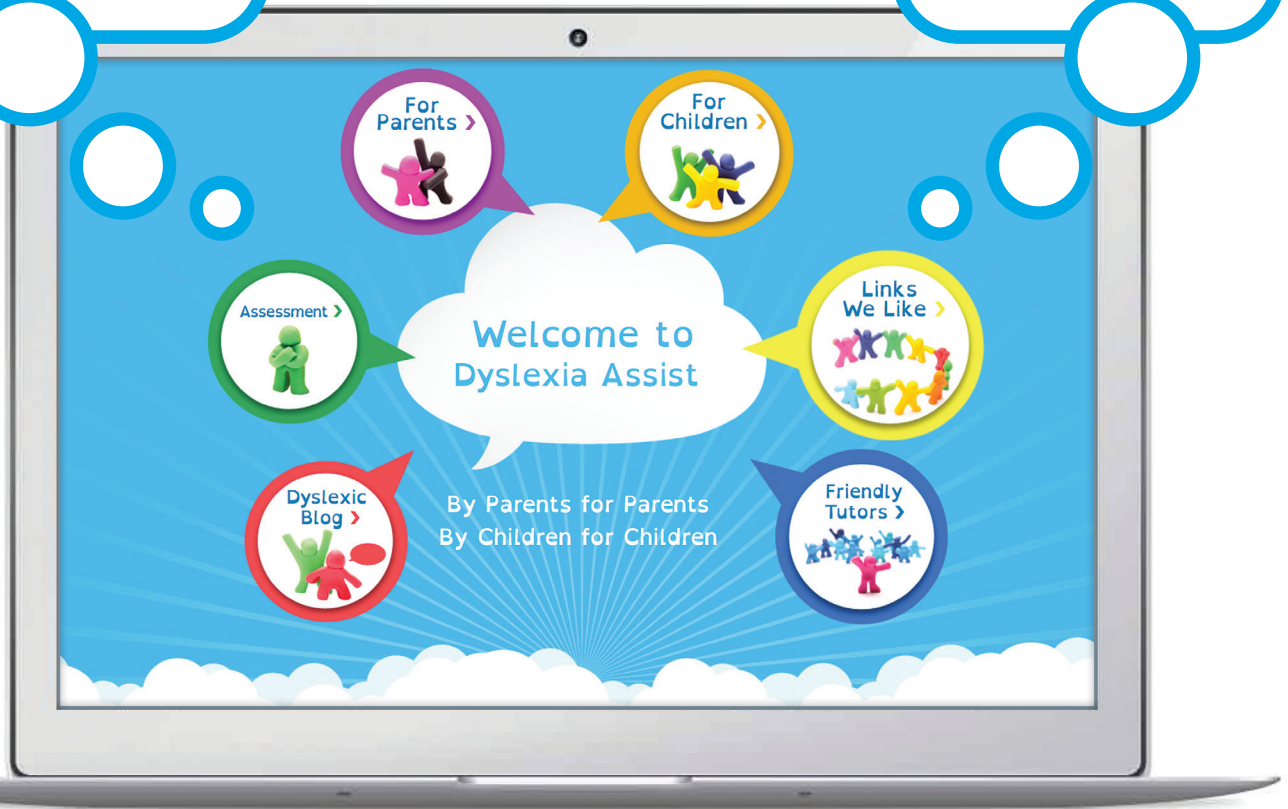 For
Parents ›
For
Children ›
Assessment ›
Links
We Like ›
Welcome to
Dyslexia Assist
Dyslexic
Blog ›
Friendly
Tutors ›
By Parents for Parents
By Children for Children